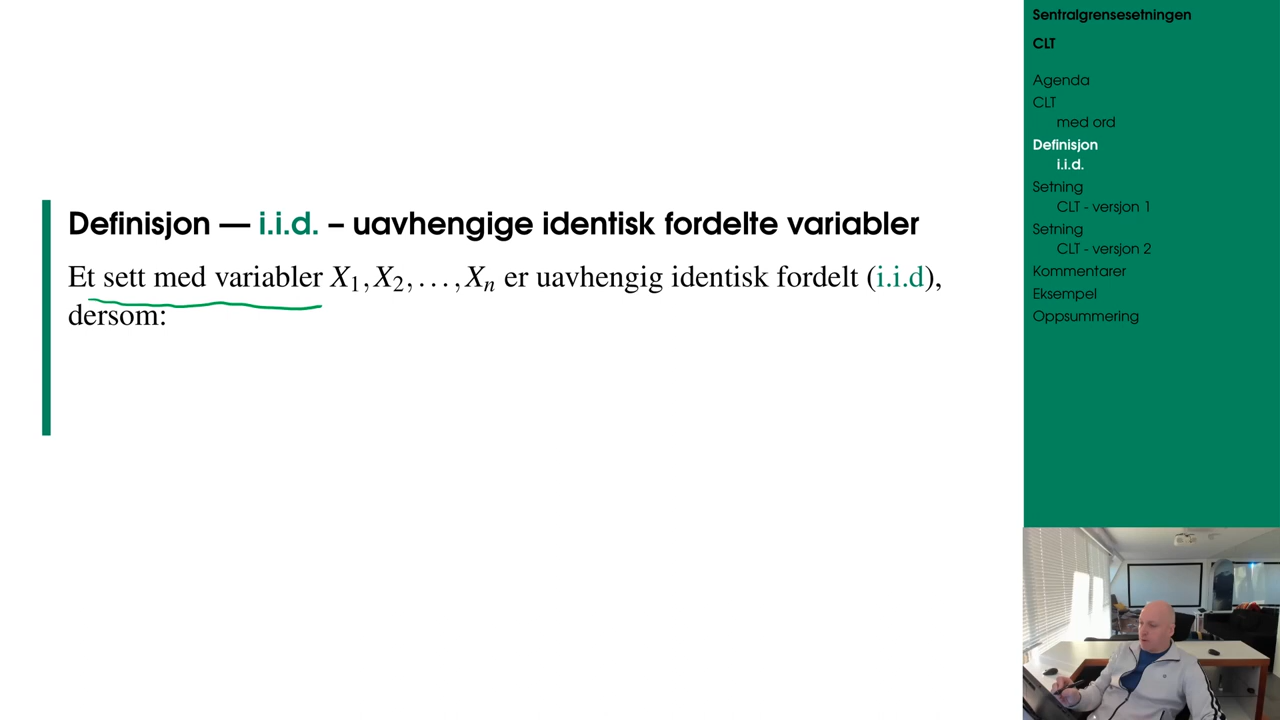 Definisjon — i.i.d. – uavhengige identisk fordelte variabler
Et sett med variabler X₁, X₂, . . . , Xₙ er uavhengig identisk fordelt (i.i.d),
dersom:
Sentralgrensesetningen
CLT
Agenda
CLT
med ord
Definisjon
i.i.d.
Setning
CLT - versjon 1
Setning
CLT - versjon 2
Kommentarer
Eksempel
Oppsummering